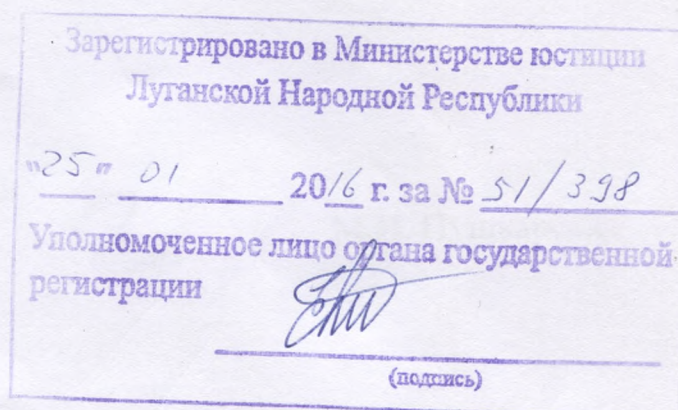 Зарегистрировано в Министерстве юстиции
Луганской Народной Республики
"25" 01 2016 г. за № 51/398
Уполномоченное лицо органа государственной
регистрации
(подпись)